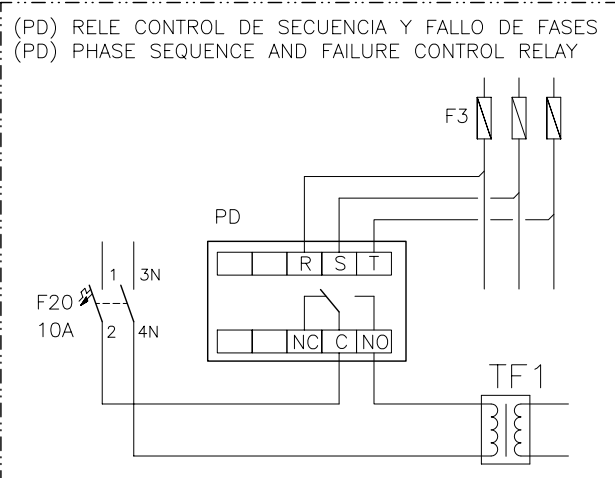 (PD) RELE CONTROL DE SECUENCIA Y FALLO DE FASES
(PD) PHASE SEQUENCE AND FAILURE CONTROL RELAY
F3
PD
R S T
1 3N
F20
10A
2 4N
NC C NO
TF1